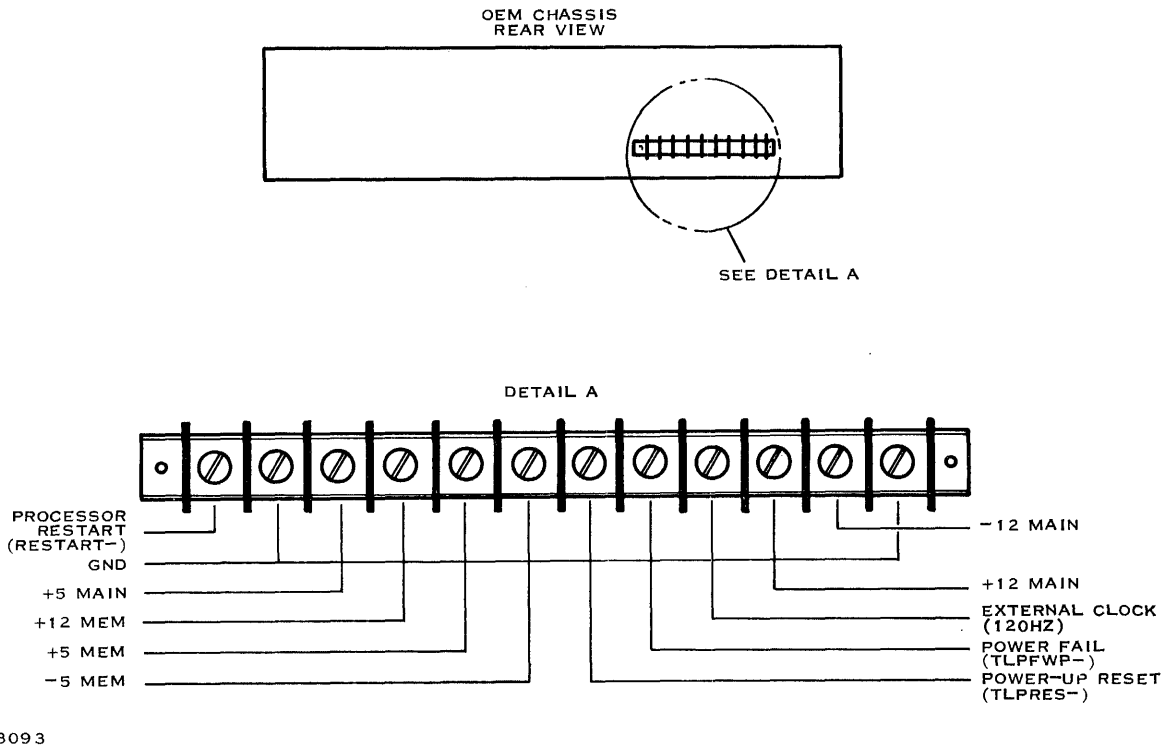 OEM CHASSIS
REAR VIEW
SEE DETAIL A
DETAIL A
PROCESSOR
RESTART
(RESTART-)
GND
+5 MAIN
+12 MEM
+5 MEM
-5 MEM
-12 MAIN
+12 MAIN
EXTERNAL CLOCK
(120HZ)
POWER FAIL
(TLPFWP-)
POWER-UP RESET
(TLPRES-)
3093